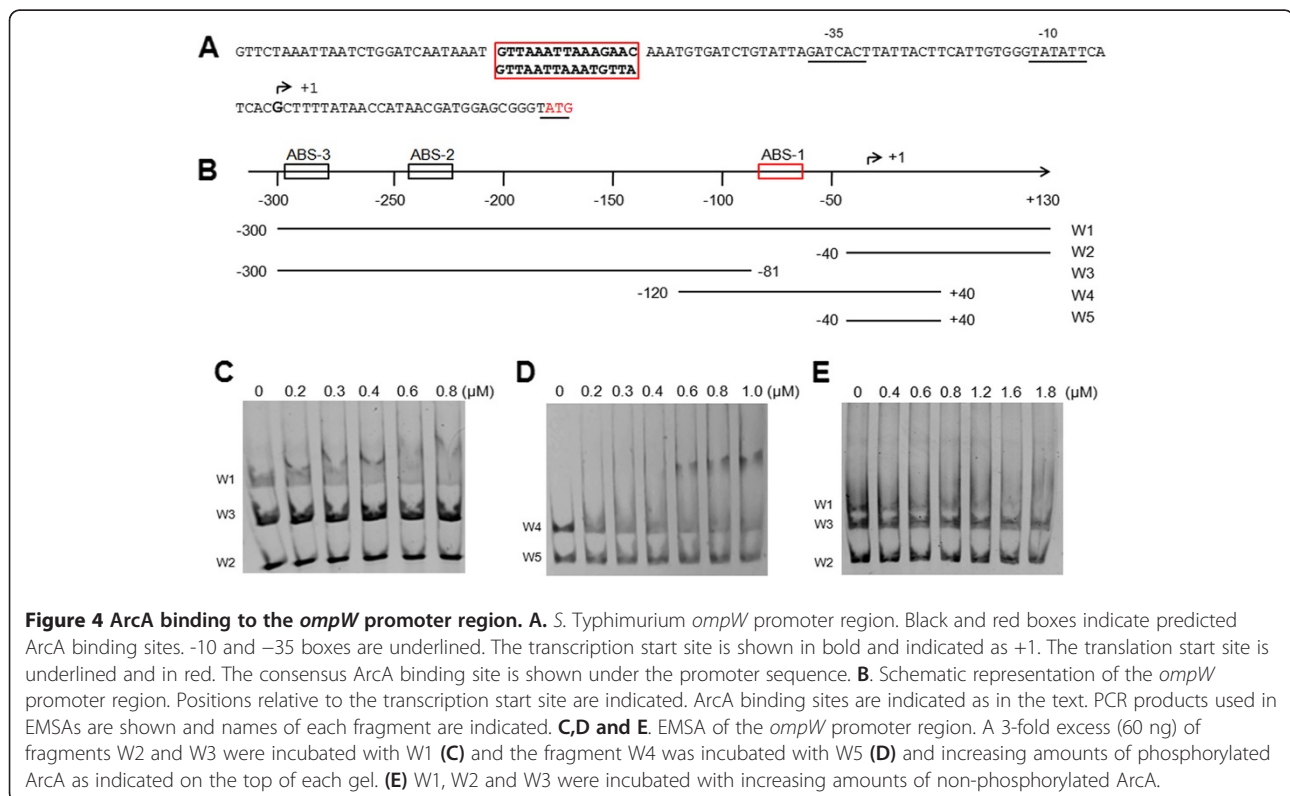 A
-35
-10
GTTCTAAATTAATCTGGATCAATAAAT GTTAAATTAAAGAAC AAATGTGATCTGTATTAGATCACTTATTACTTCATTGTGGGTATATTCA
GTTAATTAAATGTTA
+1
TCACGCTTTTATAACCATAACGATGGAGCGGGTATG
B
ABS-3 ABS-2 ABS-1 +1
-300 -250 -200 -150 -100 -50 +130
-300 W1
-40 W2
-300 -81 W3
-120 +40 W4
-40 +40 W5
C
0 0.2 0.3 0.4 0.6 0.8 (µM)
W1
W3
W2
D
0 0.2 0.3 0.4 0.6 0.8 1.0 (µM)
W4
W5
E
0 0.4 0.6 0.8 1.2 1.6 1.8 (µM)
W1
W3
W2
Figure 4 ArcA binding to the ompW promoter region. A. S. Typhimurium ompW promoter region. Black and red boxes indicate predicted
ArcA binding sites. -10 and −35 boxes are underlined. The transcription start site is shown in bold and indicated as +1. The translation start site is
underlined and in red. The consensus ArcA binding site is shown under the promoter sequence. B. Schematic representation of the ompW
promoter region. Positions relative to the transcription start site are indicated. ArcA binding sites are indicated as in the text. PCR products used in
EMSAs are shown and names of each fragment are indicated. C,D and E. EMSA of the ompW promoter region. A 3-fold excess (60 ng) of
fragments W2 and W3 were incubated with W1 (C) and the fragment W4 was incubated with W5 (D) and increasing amounts of phosphorylated
ArcA as indicated on the top of each gel. (E) W1, W2 and W3 were incubated with increasing amounts of non-phosphorylated ArcA.